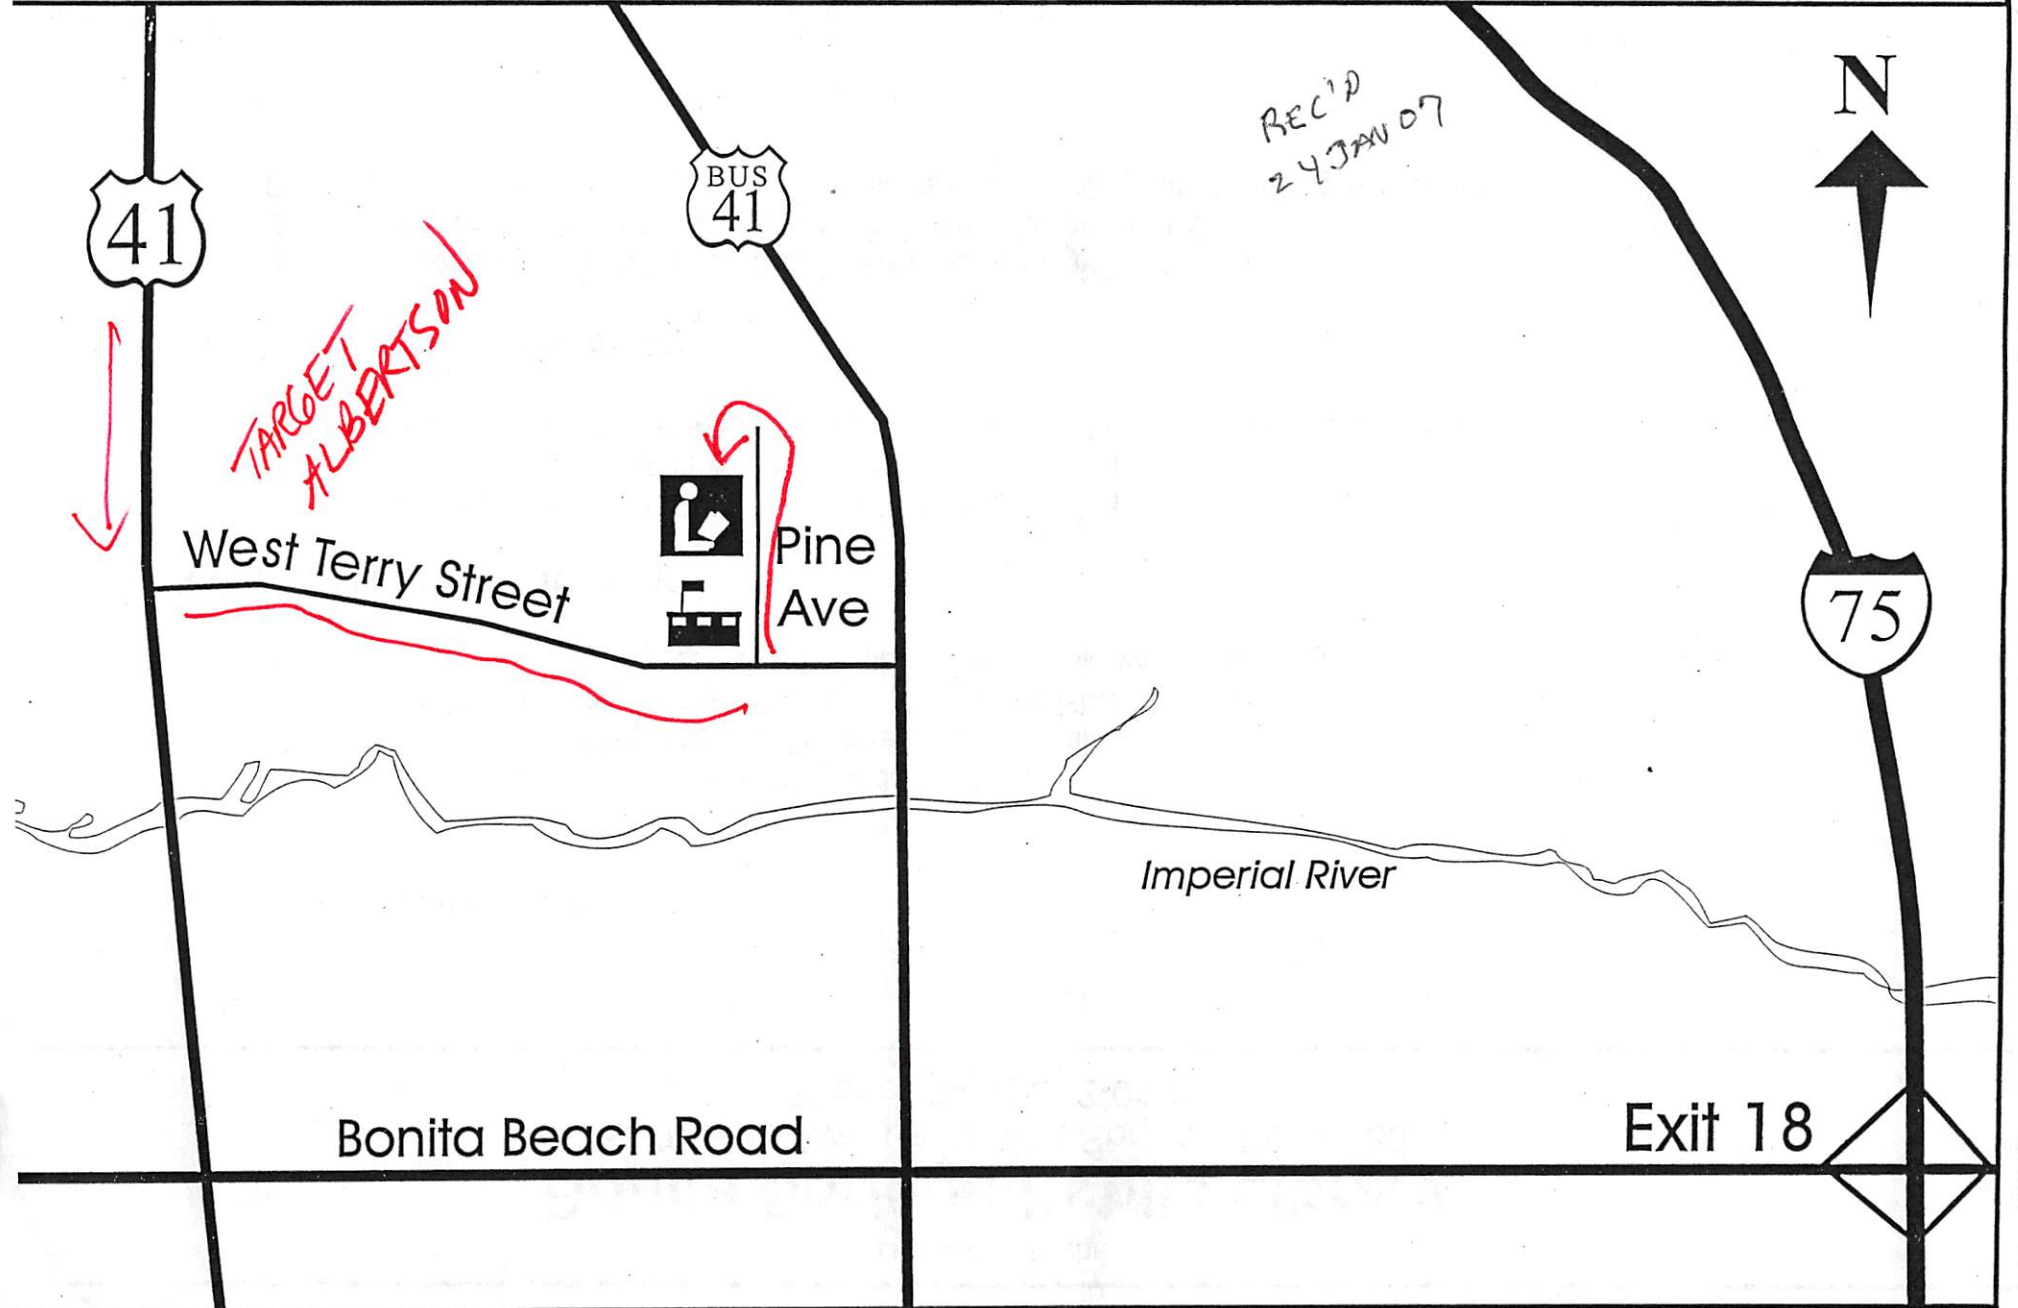 N
REC'D
24 JAN 07
BUS
41
41
TARGET
ALBERTSON
West Terry Street
Pine
Ave
75
Imperial River
Bonita Beach Road
Exit 18